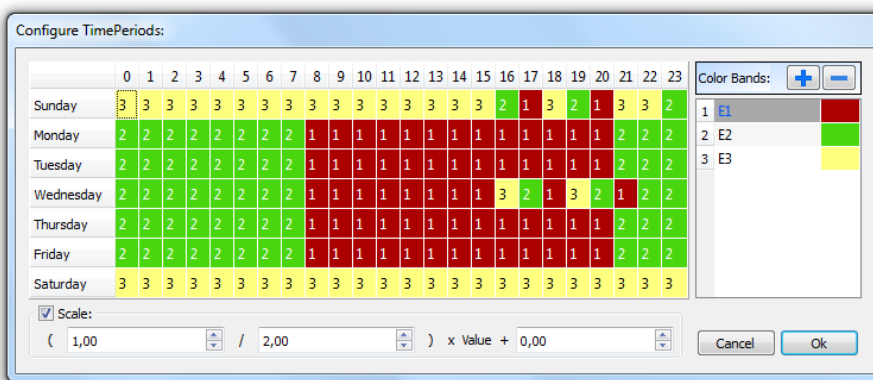 Configure TimePeriods:
0 1 2 3 4 5 6 7 8 9 10 11 12 13 14 15 16 17 18 19 20 21 22 23
Sunday 3 3 3 3 3 3 3 3 3 3 3 3 3 3 3 3 2 1 3 2 1 3 3 2
Monday 2 2 2 2 2 2 2 2 1 1 1 1 1 1 1 1 1 1 1 1 1 2 2 2
Tuesday 2 2 2 2 2 2 2 2 1 1 1 1 1 1 1 1 1 1 1 1 1 2 2 2
Wednesday 2 2 2 2 2 2 2 2 1 1 1 1 1 1 1 1 3 2 1 3 2 1 2 2
Thursday 2 2 2 2 2 2 2 2 1 1 1 1 1 1 1 1 1 1 1 1 1 2 2 2
Friday 2 2 2 2 2 2 2 2 1 1 1 1 1 1 1 1 1 1 1 1 1 2 2 2
Saturday 3 3 3 3 3 3 3 3 3 3 3 3 3 3 3 3 3 3 3 3 3 3 3 3
Scale:
( 1,00 / 2,00 ) x Value + 0,00
Color Bands:
1 E1
2 E2
3 E3
Cancel Ok